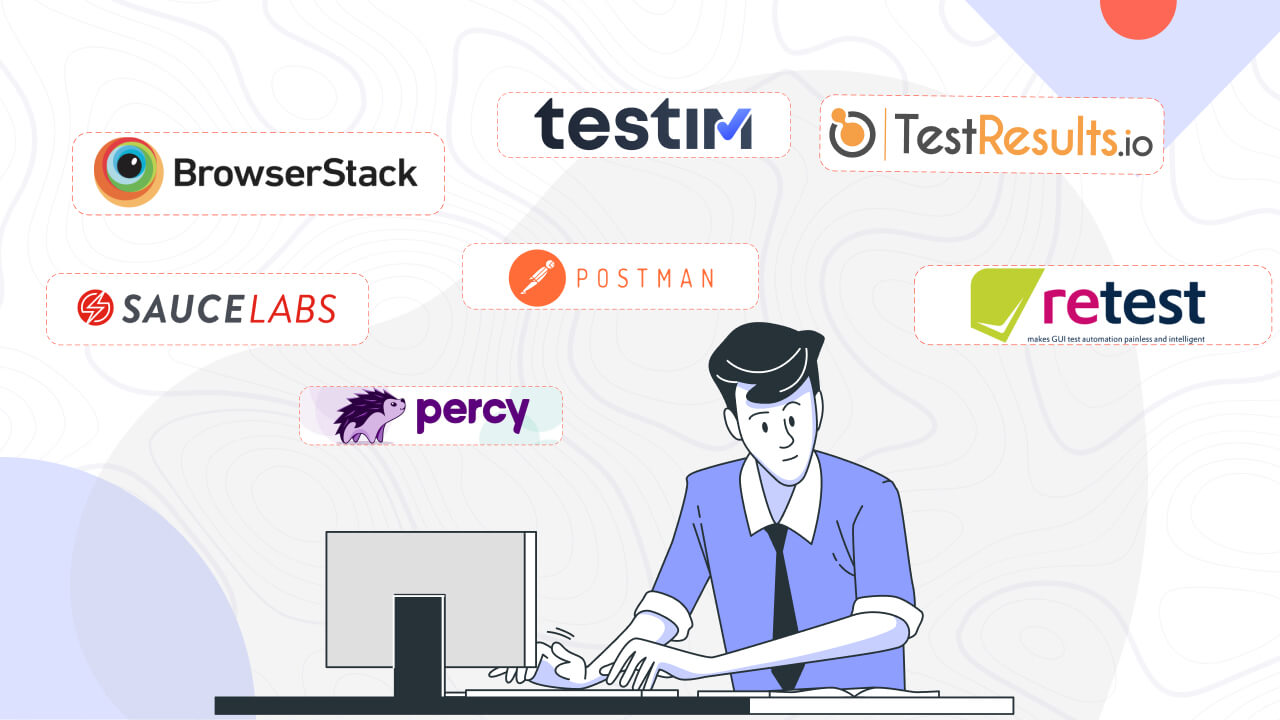 testim
TestResults.io
BrowserStack
POSTMAN
retest
makes GUI test automation painless and intelligent
SAUCELABS
percy